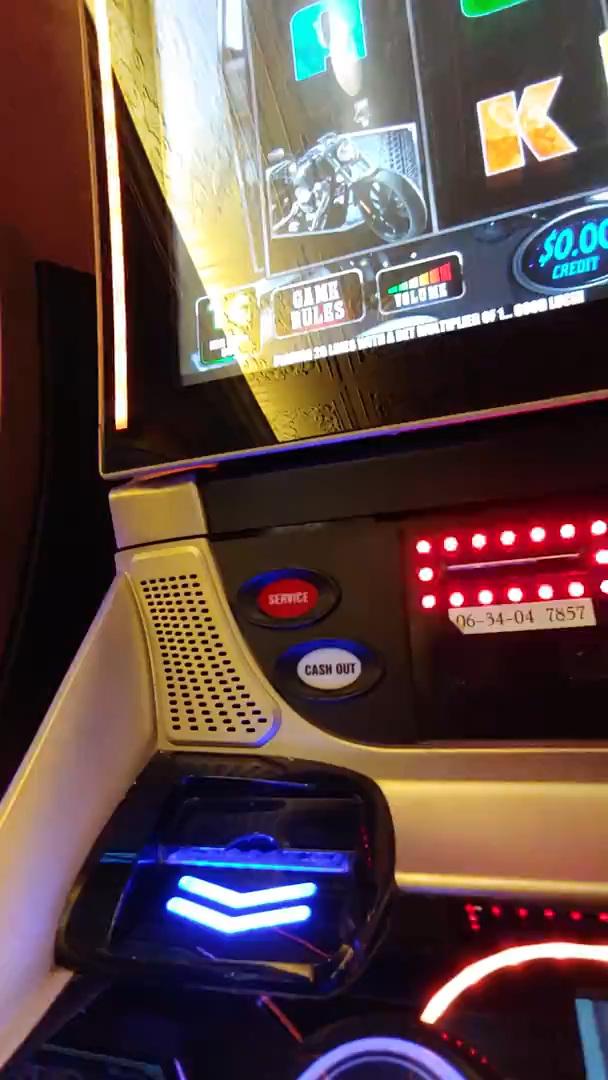 K
$0.00
CREDIT
GAME
RULES
VOLUME
LINES WITH A BET MULTIPLIER OF 1... GOOD LUCK!
SERVICE
CASH OUT
06-34-04 7857